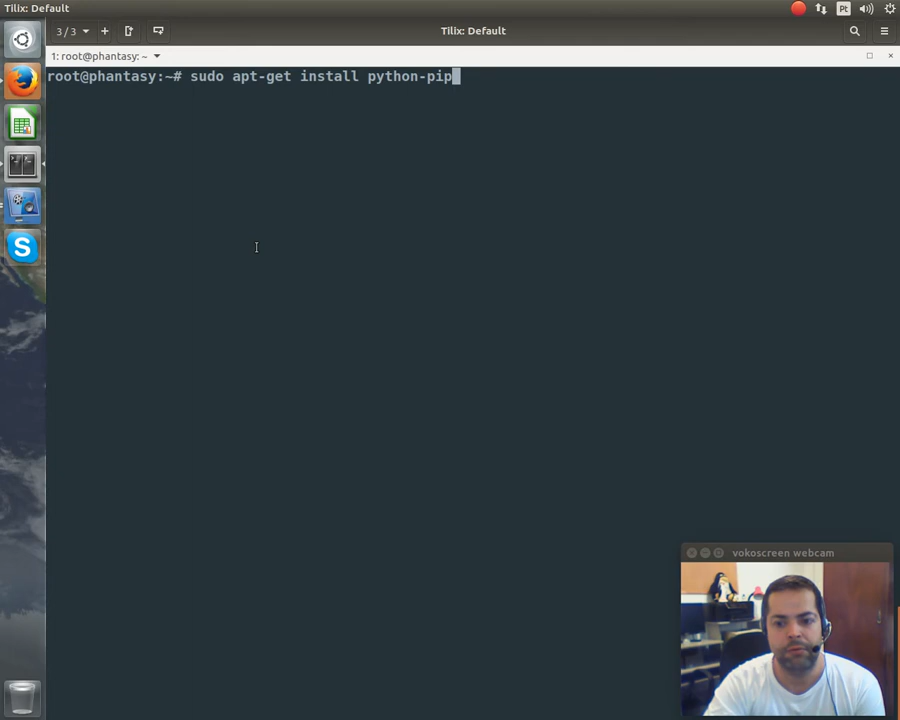 Tilix: Default
Pt
3/3
Tilix: Default
1: root@phantasy: ~
root@phantasy:~# sudo apt-get install python-pip
S
vokoscreen webcam